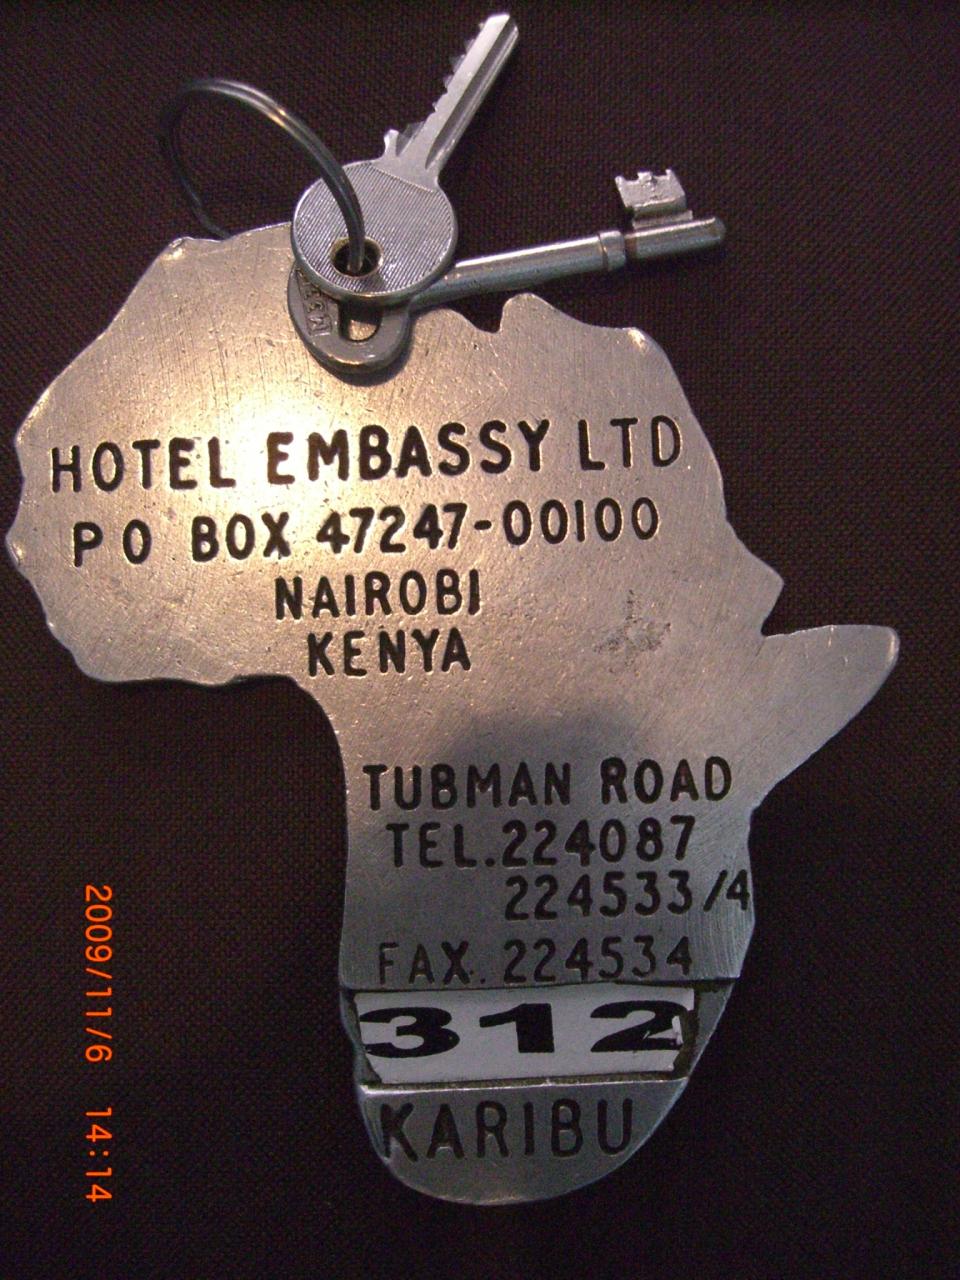 HOTEL EMBASSY LTD
PO BOX 47247-00100
NAIROBI
KENYA
TUBMAN ROAD
TEL.224087
224533/4
FAX. 224534
312
KARIBU
2009/11/6 14:14